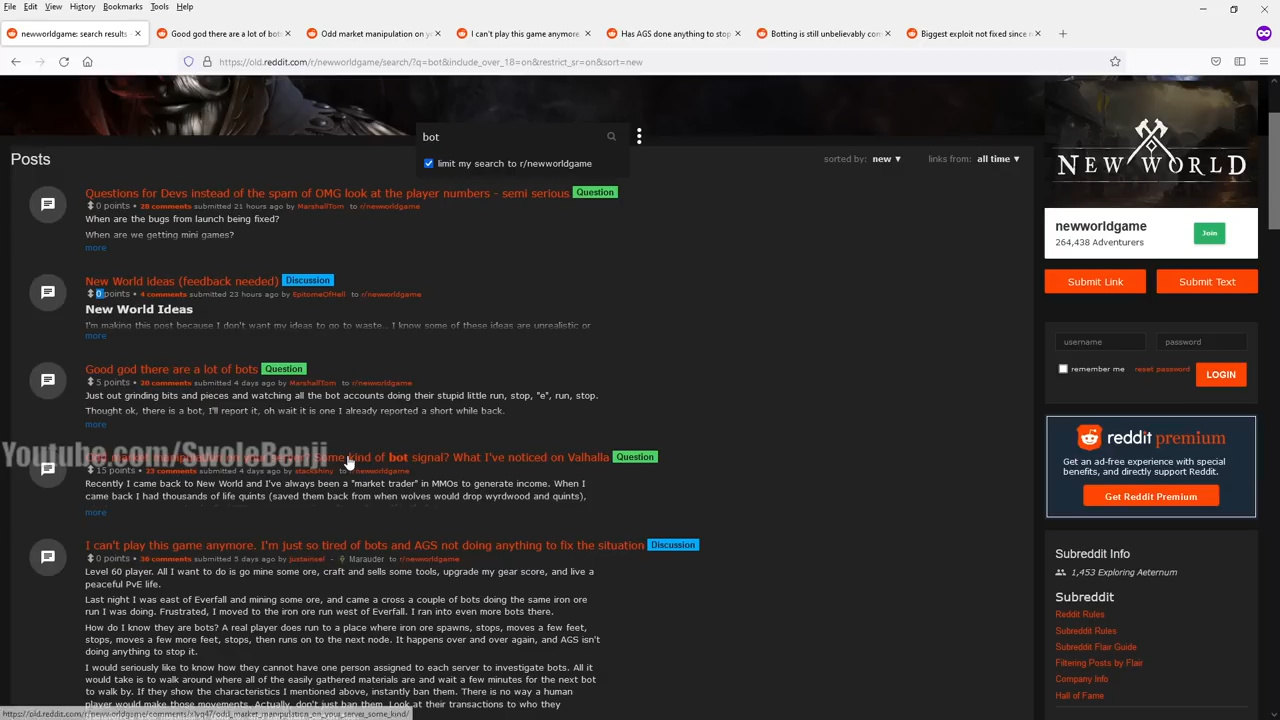 File Edit View History Bookmarks Tools Help
newworldgame: search results
Good god there are a lot of bot
Odd market manipulation on y
I can't play this game anymore.
Has AGS done anything to stop
Botting is still unbelievably com
Biggest exploit not fixed since r
https://old.reddit.com/r/newworldgame/search/?q=bot&include_over_18=on&restrict_sr=on&sort=new
bot
limit my search to r/newworldgame
Posts
sorted by: new
links from: all time
Questions for Devs instead of the spam of OMG look at the player numbers - semi serious Question
0 points • 28 comments submitted 21 hours ago by MarshallTom to r/newworldgame
When are the bugs from launch being fixed?
When are we getting mini games?
more
New World ideas (feedback needed) Discussion
0 points • 4 comments submitted 23 hours ago by EpitomeOfHell to r/newworldgame
New World Ideas
I'm making this post because I don't want my ideas to go to waste.. I know some of these ideas are unrealistic or
more
Good god there are a lot of bots Question
5 points • 20 comments submitted 4 days ago by MarshallTom to r/newworldgame
Just out grinding bits and pieces and watching all the bot accounts doing their stupid little run, stop, "e", run, stop.
Thought ok, there is a bot, I'll report it, oh wait it is one I already reported a short while back.
more
Youtube.com/SwoleBenji
Odd market manipulation on your server? Some kind of bot signal? What I've noticed on Valhalla Question
15 points • 23 comments submitted 4 days ago by stackshiny to r/newworldgame
Recently I came back to New World and I've always been a "market trader" in MMOs to generate income. When I
came back I had thousands of life quints (saved them back from when wolves would drop wyrdwood and quints),
more
I can't play this game anymore. I'm just so tired of bots and AGS not doing anything to fix the situation Discussion
0 points • 36 comments submitted 5 days ago by justainsel - Marauder to r/newworldgame
Level 60 player. All I want to do is go mine some ore, craft and sells some tools, upgrade my gear score, and live a
peaceful PvE life.
Last night I was east of Everfall and mining some ore, and came a cross a couple of bots doing the same iron ore
run I was doing. Frustrated, I moved to the iron ore run west of Everfall. I ran into even more bots there.
How do I know they are bots? A real player does run to a place where iron ore spawns, stops, moves a few feet,
stops, moves a few more feet, stops, then runs on to the next node. It happens over and over again, and AGS isn't
doing anything to stop it.
I would seriously like to know how they cannot have one person assigned to each server to investigate bots. All it
would take is to walk around where all of the easily gathered materials are and wait a few minutes for the next bot
to walk by. If they show the characteristics I mentioned above, instantly ban them. There is no way a human
player would make those movements. Actually, don't just ban them. Look at their transactions to who they
https://old.reddit.com/r/newworldgame/comments/xlyq47/odd_market_manipulation_on_your_server_some_kind/
NEW WORLD
newworldgame
264,438 Adventurers
Join
Submit Link
Submit Text
username
password
remember me
reset password
LOGIN
reddit premium
Get an ad-free experience with special
benefits, and directly support Reddit.
Get Reddit Premium
Subreddit Info
1,453 Exploring Aeternum
Subreddit
Reddit Rules
Subreddit Rules
Subreddit Flair Guide
Filtering Posts by Flair
Company Info
Hall of Fame